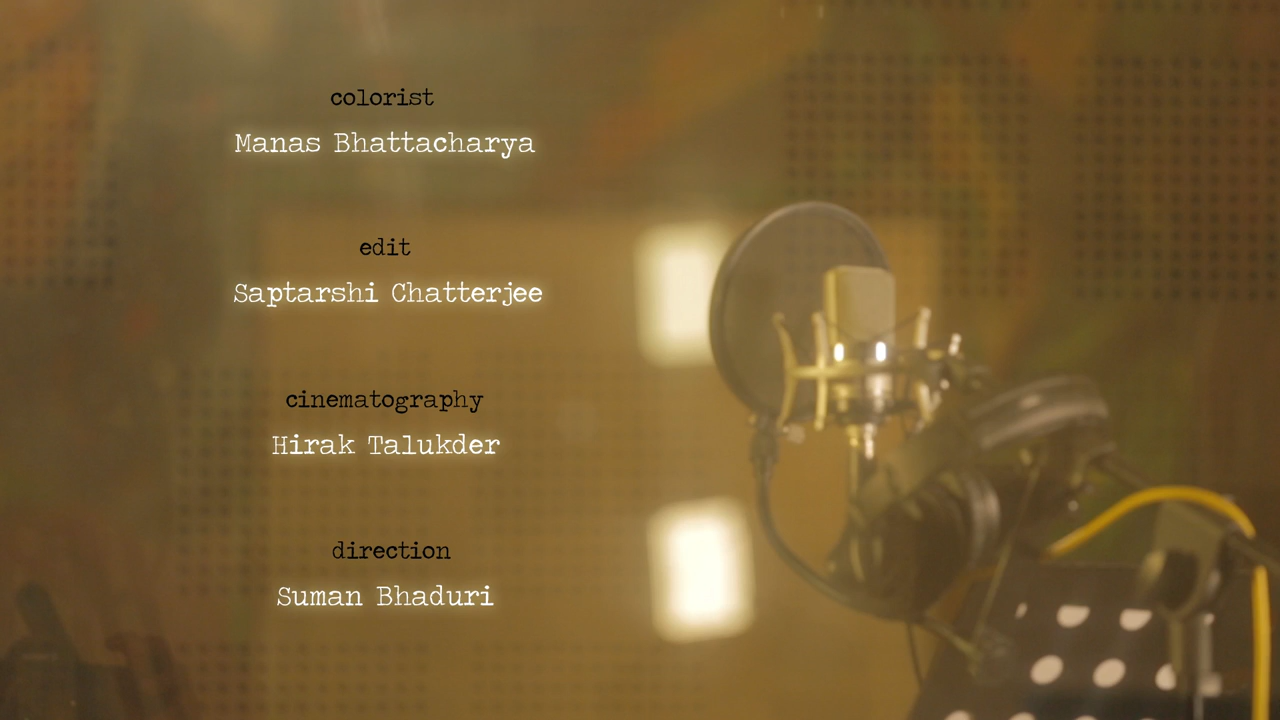 colorist
Manas Bhattacharya
edit
Saptarshi Chatterjee
cinematography
Hirak Talukder
direction
Suman Bhaduri